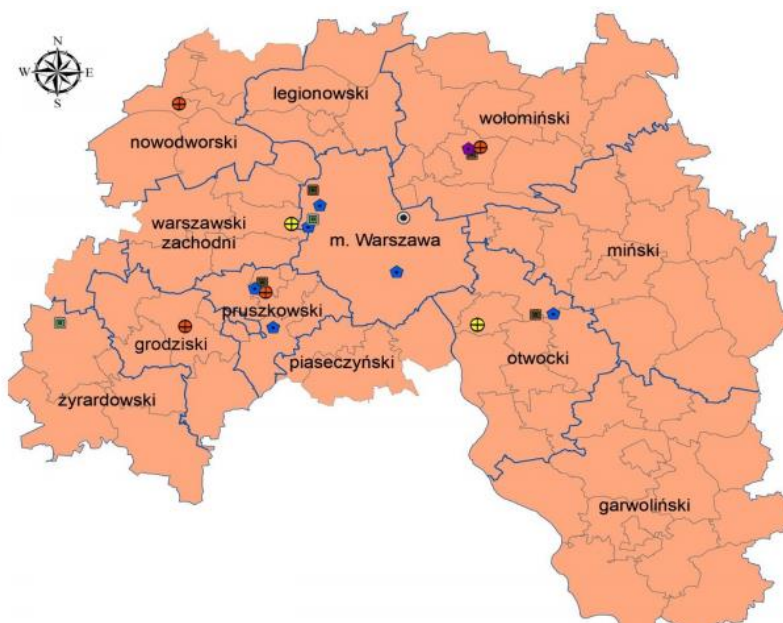 N
W E
S
legionowski
wołomiński
nowodworski
warszawski
zachodni
m. Warszawa
miński
pruszkowski
grodziski
piaseczyński
otwocki
żyrardowski
garwoliński